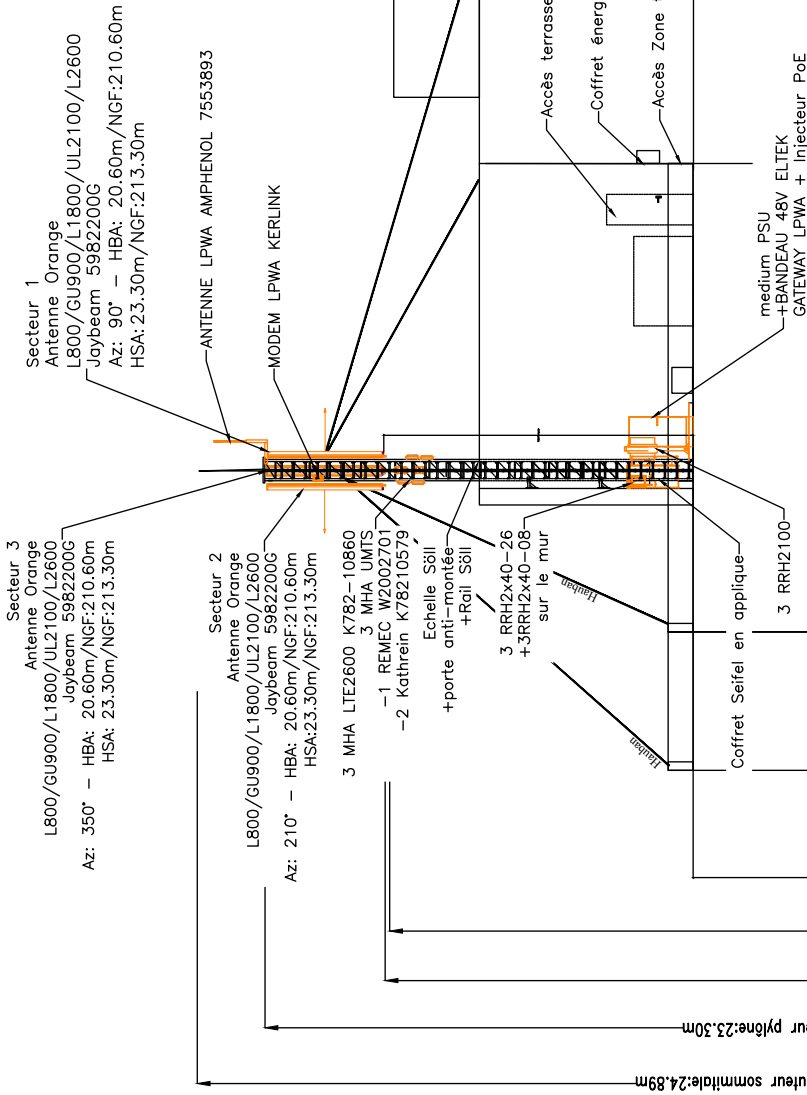 Secteur 1
Antenne Orange
L800/GU900/L1800/UL2100/L2600
Jaybeam 5982200G
Az: 90° - HBA: 20.60m/NGF:210.60m
HSA:23.30m/NGF:213.30m
ANTENNE LPWA AMPHENOL 7553893
MODEM LPWA KERLINK
Secteur 3
Antenne Orange
L800/GU900/L1800/UL2100/L2600
Jaybeam 5982200G
Az: 350° - HBA: 20.60m/NGF:210.60m
HSA: 23.30m/NGF:213.30m
Secteur 2
Antenne Orange
L800/GU900/L1800/UL2100/L2600
Jaybeam 5982200G
Az: 210° - HBA: 20.60m/NGF:210.60m
HSA:23.30m/NGF:213.30m
3 MHA LTE2600 K782-10860
3 MHA UMTS
-1 REMEC W2002701
-2 Kathrein K78210579
Echelle Söll
+porte anti-montée
+Rail Söll
3 RRH2x40-26
+3RRH2x40-08
sur le mur
Hauban
Hauban
Coffret Seifel en applique
3 RRH2100
medium PSU
+BANDEAU 48V ELTEK
GATEWAY LPWA + Injecteur PoE
Accès terrasse
Coffret énerg
Accès Zone
eur pylône:23.30m
uteur sommitale:24.89m